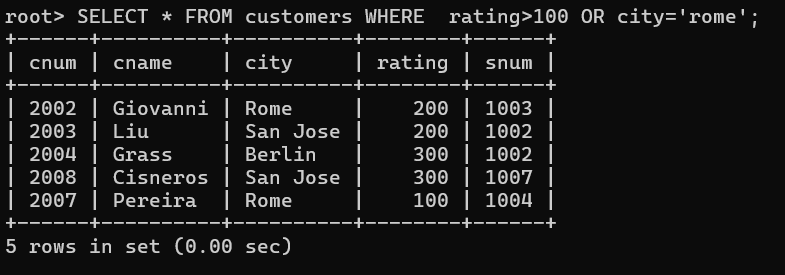 root> SELECT * FROM customers WHERE  rating>100 OR city='rome';
+------+----------+----------+--------+------+
| cnum | cname    | city     | rating | snum |
+------+----------+----------+--------+------+
| 2002 | Giovanni | Rome     |    200 | 1003 |
| 2003 | Liu      | San Jose |    200 | 1002 |
| 2004 | Grass    | Berlin   |    300 | 1002 |
| 2008 | Cisneros | San Jose |    300 | 1007 |
| 2007 | Pereira  | Rome     |    100 | 1004 |
+------+----------+----------+--------+------+
5 rows in set (0.00 sec)